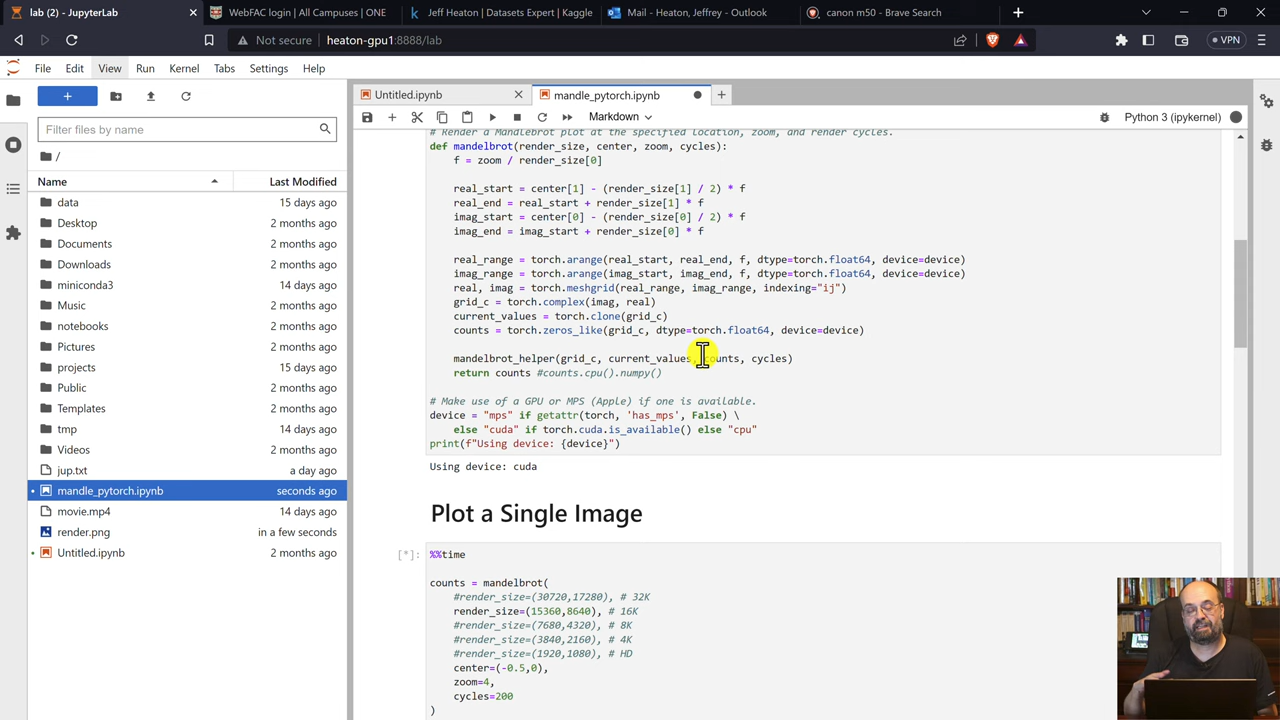 lab (2) - JupyterLab
WebFAC login | All Campuses | ONE
Jeff Heaton | Datasets Expert | Kaggle
Mail - Heaton, Jeffrey - Outlook
canon m50 - Brave Search
Not secure
heaton-gpu1:8888/lab
VPN
File Edit View Run Kernel Tabs Settings Help
Untitled.ipynb
mandle_pytorch.ipynb
Markdown
Python 3 (ipykernel)
Filter files by name
/
Name Last Modified
data 15 days ago
Desktop 2 months ago
Documents 2 months ago
Downloads 2 months ago
miniconda3 14 days ago
Music 2 months ago
notebooks 2 months ago
Pictures 2 months ago
projects 15 days ago
Public 2 months ago
Templates 2 months ago
tmp 14 days ago
Videos 2 months ago
jup.txt a day ago
mandle_pytorch.ipynb seconds ago
movie.mp4 14 days ago
render.png in a few seconds
Untitled.ipynb 2 months ago
# Render a Mandlebrot plot at the specified location, zoom, and render cycles.
def mandelbrot(render_size, center, zoom, cycles):
f = zoom / render_size[0]
real_start = center[1] - (render_size[1] / 2) * f
real_end = real_start + render_size[1] * f
imag_start = center[0] - (render_size[0] / 2) * f
imag_end = imag_start + render_size[0] * f
real_range = torch.arange(real_start, real_end, f, dtype=torch.float64, device=device)
imag_range = torch.arange(imag_start, imag_end, f, dtype=torch.float64, device=device)
real, imag = torch.meshgrid(real_range, imag_range, indexing="ij")
grid_c = torch.complex(imag, real)
current_values = torch.clone(grid_c)
counts = torch.zeros_like(grid_c, dtype=torch.float64, device=device)
mandelbrot_helper(grid_c, current_values, counts, cycles)
return counts #counts.cpu().numpy()
# Make use of a GPU or MPS (Apple) if one is available.
device = "mps" if getattr(torch, 'has_mps', False) \
else "cuda" if torch.cuda.is_available() else "cpu"
print(f"Using device: {device}")
Using device: cuda
Plot a Single Image
[*]: %%time
counts = mandelbrot(
#render_size=(30720,17280), # 32K
render_size=(15360,8640), # 16K
#render_size=(7680,4320), # 8K
#render_size=(3840,2160), # 4K
#render_size=(1920,1080), # HD
center=(-0.5,0),
zoom=4,
cycles=200
)